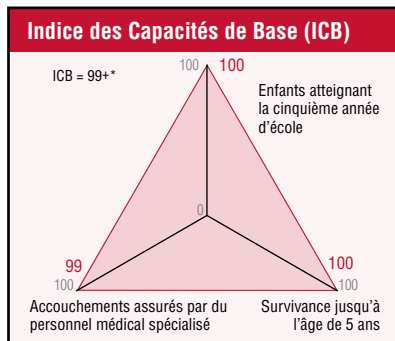 Indice des Capacités de Base (ICB)
ICB = 99+*
100
100
Enfants atteignant
la cinquième année
d'école
0
99
100
100
100
Accouchements assurés par du
personnel médical spécialisé
Survivance jusqu'à
l'âge de 5 ans